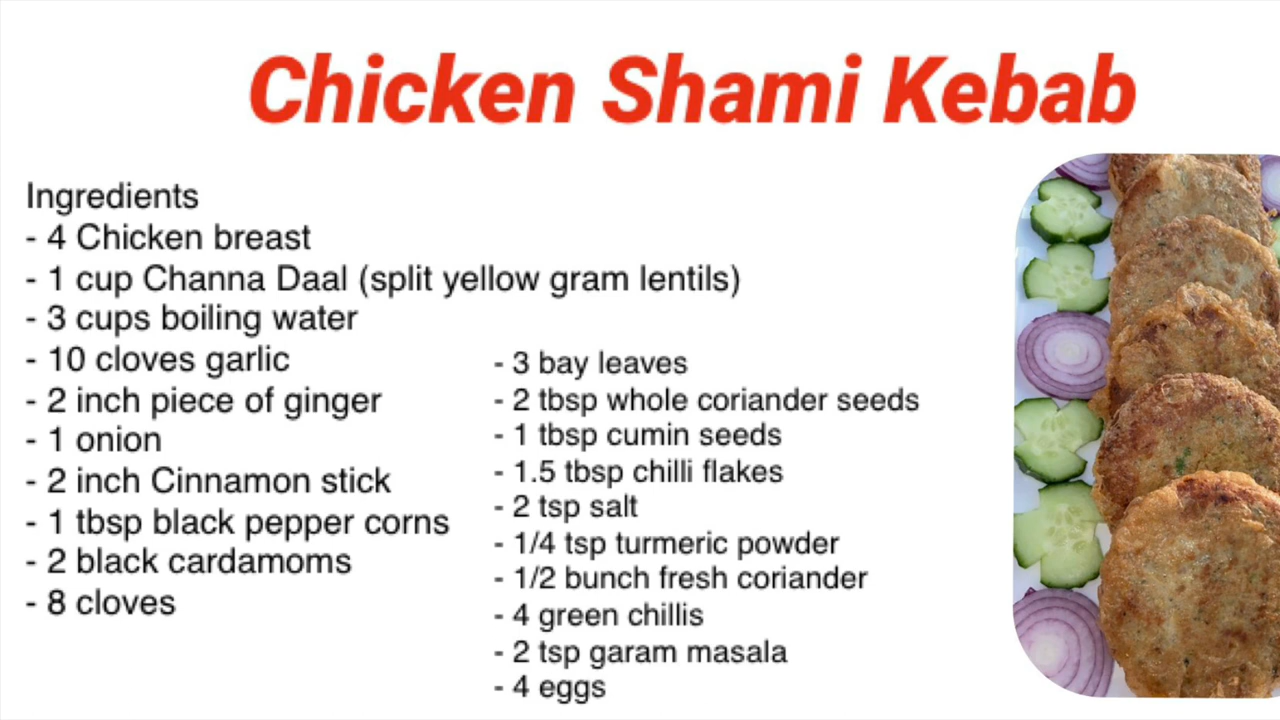 Chicken Shami Kebab
Ingredients
- 4 Chicken breast
- 1 cup Channa Daal (split yellow gram lentils)
- 3 cups boiling water
- 10 cloves garlic
- 2 inch piece of ginger
- 1 onion
- 2 inch Cinnamon stick
- 1 tbsp black pepper corns
- 2 black cardamoms
- 8 cloves
- 3 bay leaves
- 2 tbsp whole coriander seeds
- 1 tbsp cumin seeds
- 1.5 tbsp chilli flakes
- 2 tsp salt
- 1/4 tsp turmeric powder
- 1/2 bunch fresh coriander
- 4 green chillis
- 2 tsp garam masala
- 4 eggs